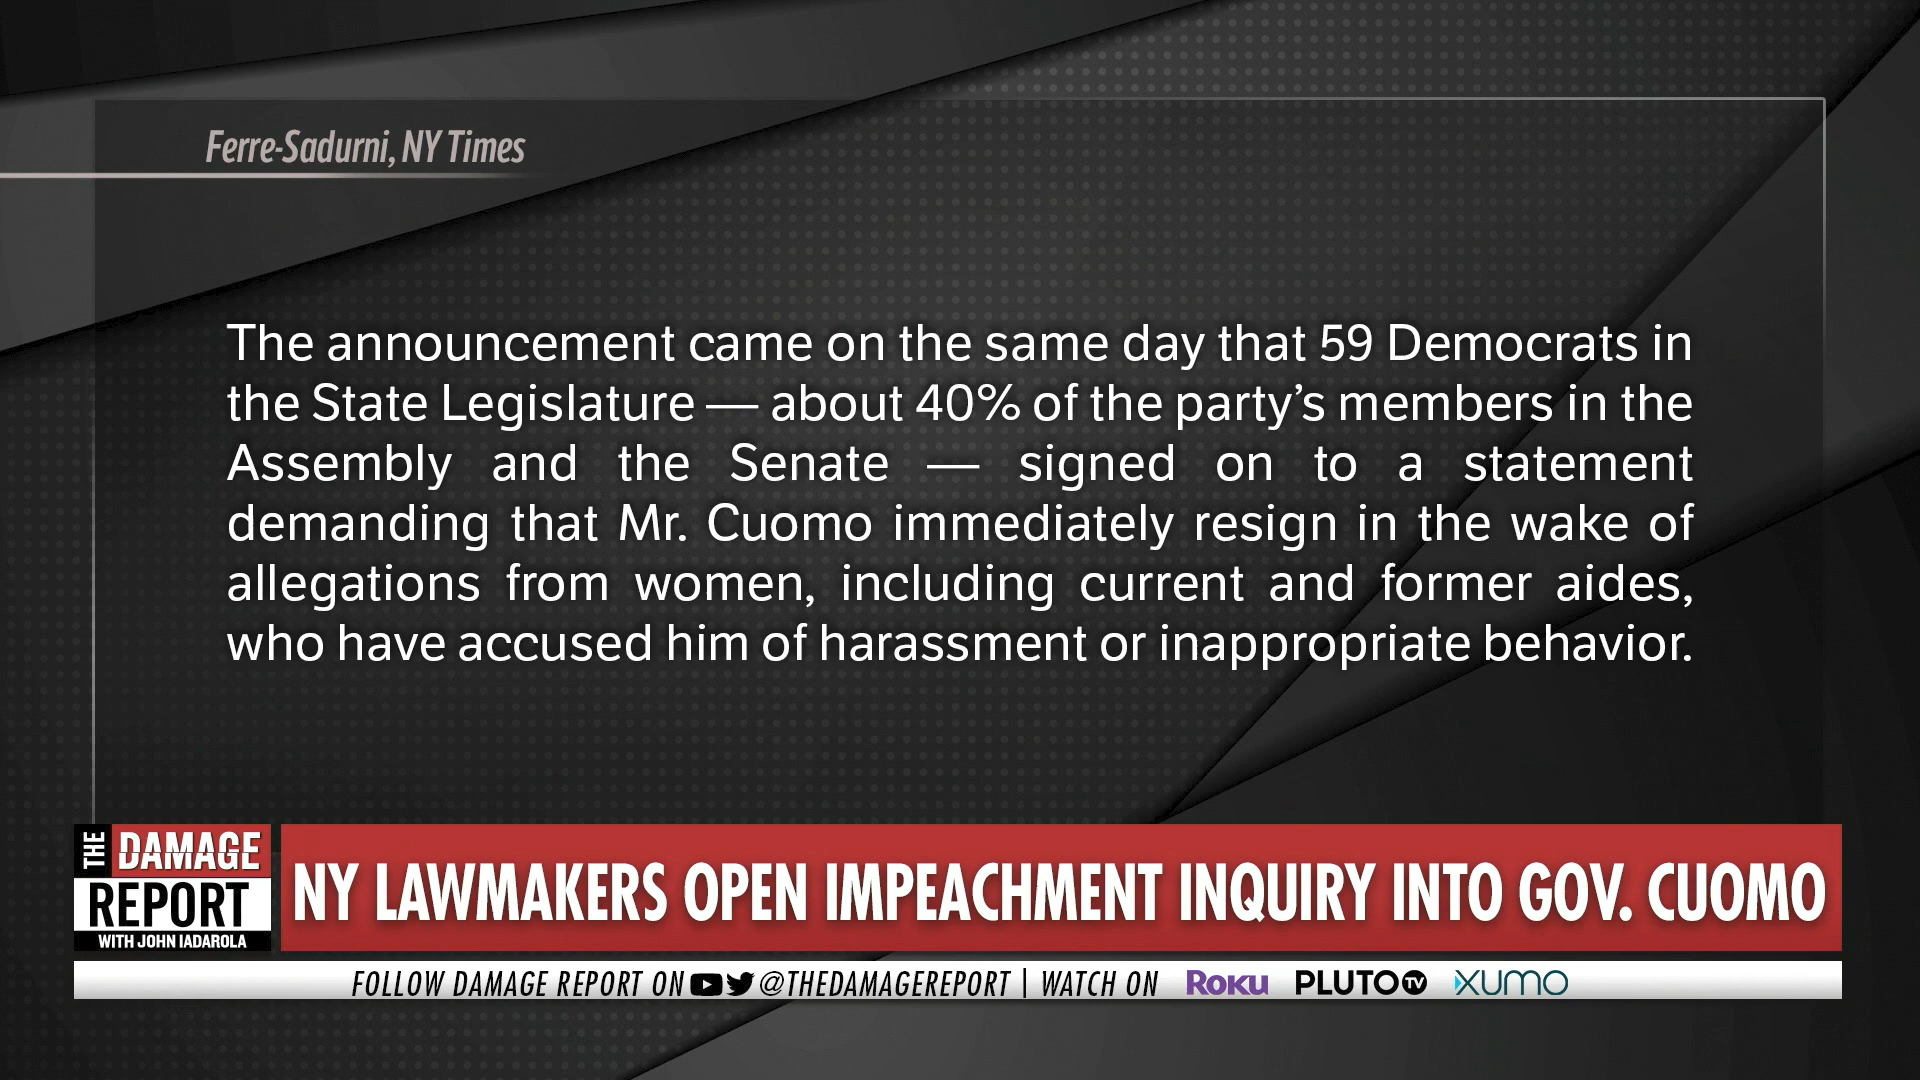 Ferre-Sadurni, NY Times
The announcement came on the same day that 59 Democrats in
the State Legislature — about 40% of the party’s members in the
Assembly and the Senate — signed on to a statement
demanding that Mr. Cuomo immediately resign in the wake of
allegations from women, including current and former aides,
who have accused him of harassment or inappropriate behavior.
THE DAMAGE
REPORT
WITH JOHN IADAROLA
NY LAWMAKERS OPEN IMPEACHMENT INQUIRY INTO GOV. CUOMO
FOLLOW DAMAGE REPORT ON @THEDAMAGEREPORT | WATCH ON Roku PLUTO TV XUMO